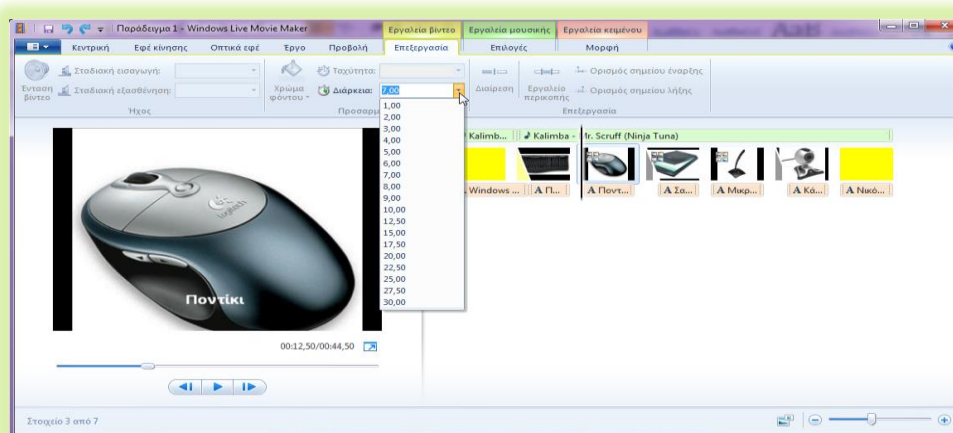 Παράδειγμα 1 - Windows Live Movie Maker
Εργαλεία βίντεο Εργαλεία μουσικής Εργαλεία κειμένου
Κεντρική Εφέ κίνησης Οπτικά εφέ Έργο Προβολή Επεξεργασία Επιλογές Μορφή
Ένταση βίντεο
Σταδιακή εισαγωγή:
Σταδιακή εξασθένηση:
Ήχος
Χρώμα φόντου
Ταχύτητα:
Διάρκεια: 7,00
Προσαρμ
Διαίρεση
Εργαλείο περικοπής
Ορισμός σημείου έναρξης
Ορισμός σημείου λήξης
Επεξεργασία
1,00
2,00
3,00
4,00
5,00
6,00
7,00
8,00
9,00
10,00
12,50
15,00
17,50
20,00
22,50
25,00
27,50
30,00
Ποντίκι
00:12,50/00:44,50
Kalimb... Kalimba - Mr. Scruff (Ninja Tuna)
Windows ... Α Π... Α Ποντ... Α Σα... Α Μικρ... Α Κά... Α Νικό...
Στοιχείο 3 από 7